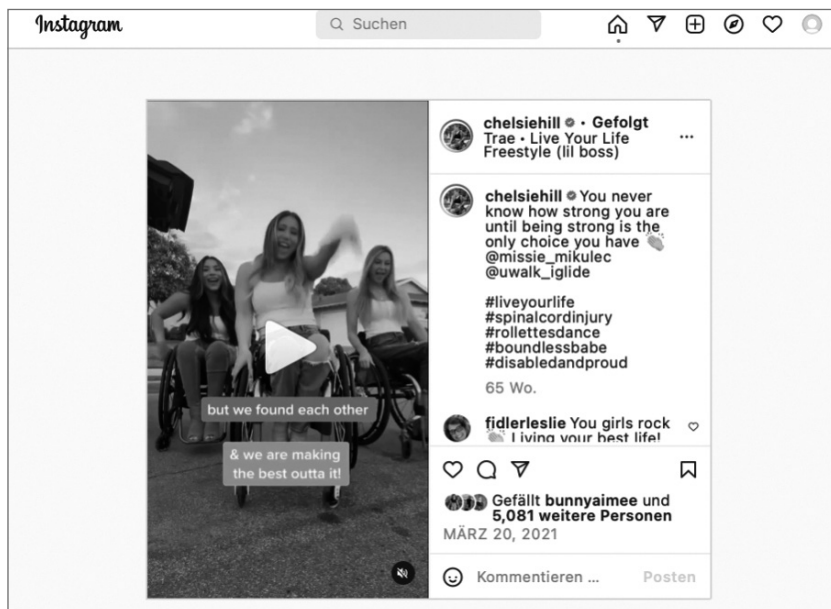 Instagram
Suchen
chelsiehill • Gefolgt
Trae • Live Your Life
Freestyle (lil boss)
chelsiehill You never
know how strong you are
until being strong is the
only choice you have 👏
@missie_mikulec
@uwalk_iglide
#liveyourlife
#spinalcordinjury
#rollettesdance
#boundlessbabe
#disabledandproud
65 Wo.
fidlerleslie You girls rock
👏 Living your best life!
but we found each other
& we are making
the best outta it!
Gefällt bunnyaimee und
5,081 weitere Personen
MÄRZ 20, 2021
Kommentieren ...
Posten